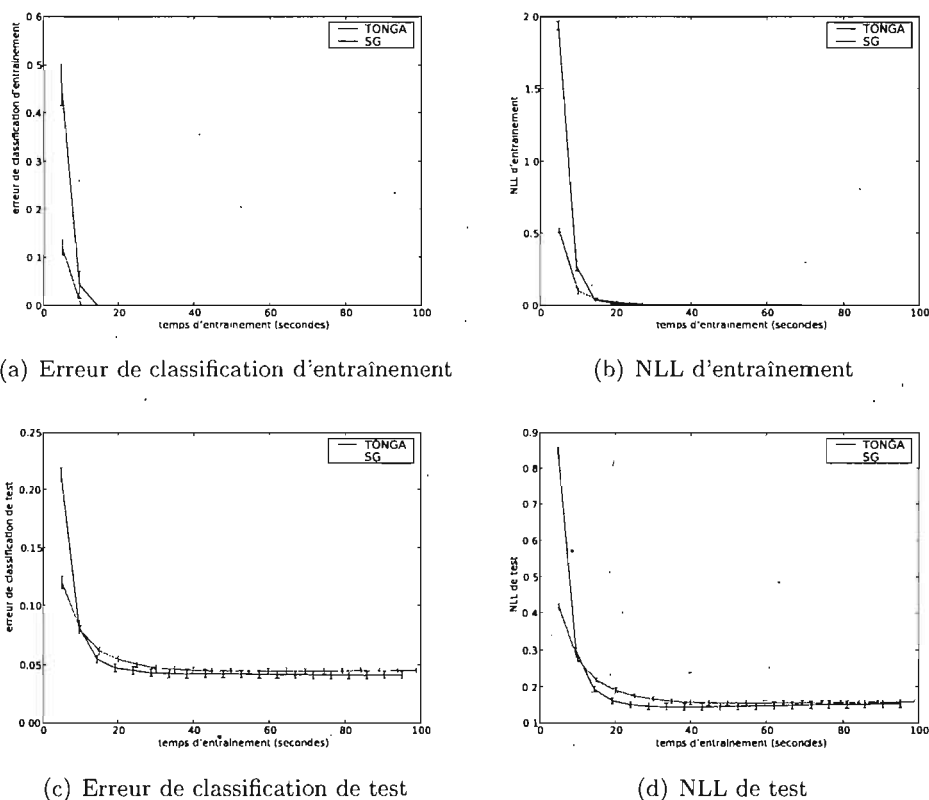 0 6
0 5
0.4
0 3
0 2
0 1
0 0
erreur de classification d'entrainement
0 20 40 60 80 100
temps d'entrainement (secondes)
TONGA
SG
(a) Erreur de classification d'entraînement
2 0
1.5
1 0
0.5
0.0
NLL d'entrainement
0 20 40 60 80 100
temps d'entrainement (secondes)
TONGA
SG
(b) NLL d'entraînement
0.25
0.20
0.15
0.10
0.05
0 00
erreur de classification de test
0 20 40 60 80 100
temps d'entrainement (secondes)
TONGA
SG
(c) Erreur de classification de test
0.9
0.8
0.7
0.6
0.5
0 4
0.3
0.2
0 1
NLL de test
0 20 40 60 80 100
temps d'entrainement (secondes)
TONGA
SG
(d) NLL de test